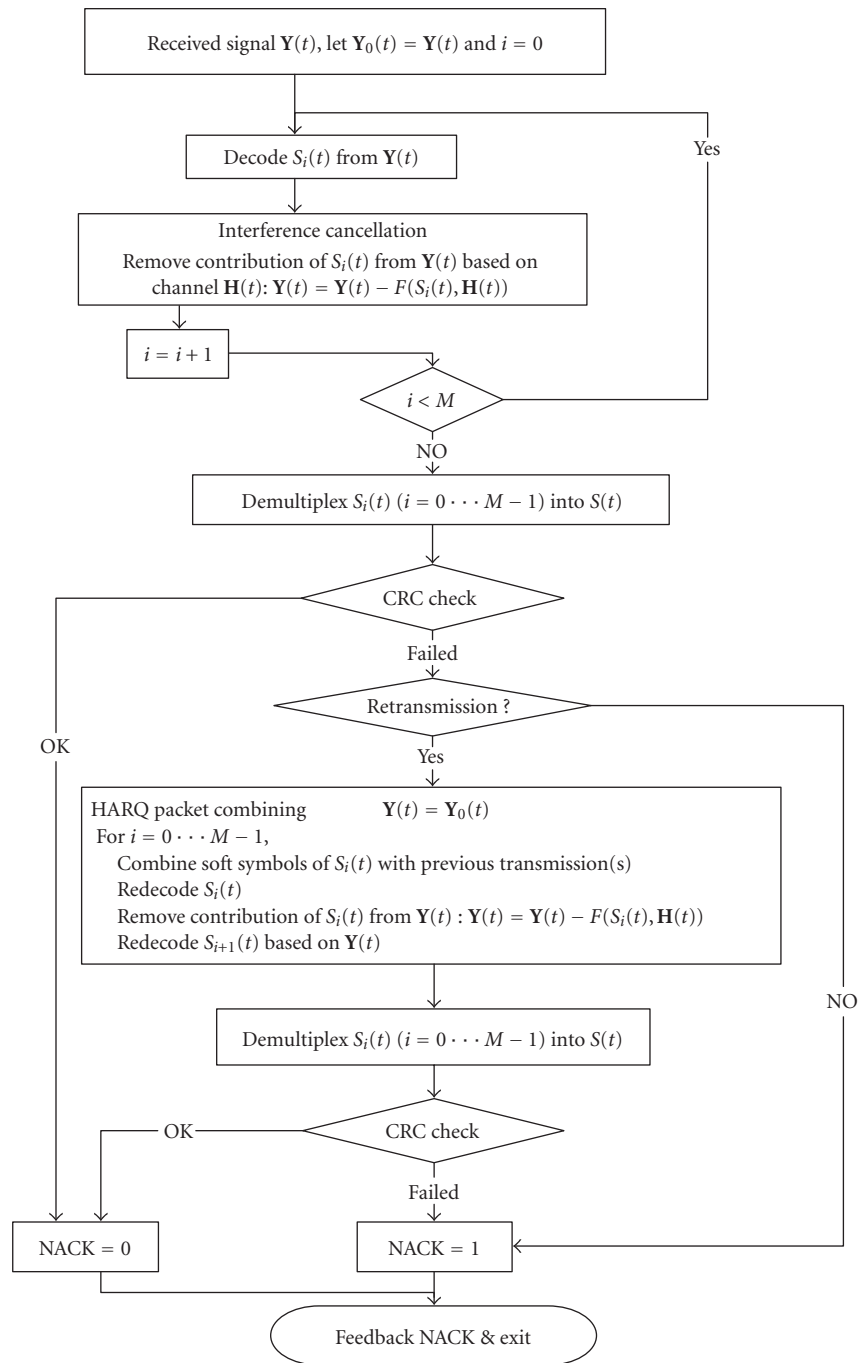 Received signal Y(t), let Y₀(t) = Y(t) and i = 0
Yes
Decode Sᵢ(t) from Y(t)
Interference cancellation
Remove contribution of Sᵢ(t) from Y(t) based on
channel H(t): Y(t) = Y(t) − F(Sᵢ(t), H(t))
i = i + 1
i < M
NO
Demultiplex Sᵢ(t) (i = 0 · · · M − 1) into S(t)
CRC check
Failed
Retransmission ?
OK
Yes
HARQ packet combining Y(t) = Y₀(t)
For i = 0 · · · M − 1,
Combine soft symbols of Sᵢ(t) with previous transmission(s)
Redecode Sᵢ(t)
Remove contribution of Sᵢ(t) from Y(t) : Y(t) = Y(t) − F(Sᵢ(t), H(t))
Redecode Sᵢ₊₁(t) based on Y(t)
NO
Demultiplex Sᵢ(t) (i = 0 · · · M − 1) into S(t)
OK
CRC check
Failed
NACK = 0
NACK = 1
Feedback NACK & exit